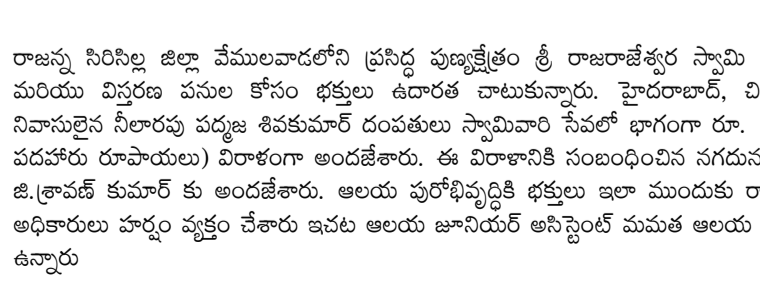 రాజన్న సిరిసిల్ల జిల్లా వేములవాడలోని ప్రసిద్ధ పుణ్యక్షేత్రం శ్రీ రాజరాజేశ్వర స్వామి
మరియు విస్తరణ పనుల కోసం భక్తులు ఉదారత చాటుకున్నారు. హైదరాబాద్,
నివాసులైన నీలారపు పద్మజ శివకుమార్ దంపతులు స్వామివారి సేవలో భాగంగా రూ.
పదహారు రూపాయలు) విరాళంగా అందజేశారు. ఈ విరాళానికి సంబంధించిన
జి.శ్రావణ్ కుమార్ కు అందజేశారు. ఆలయ పురోభివృద్ధికి భక్తులు ఇలా ముందుకు
అధికారులు హర్షం వ్యక్తం చేశారు ఇచట ఆలయ జూనియర్ అసిస్టెంట్ మమత ఆలయ
ఉన్నారు